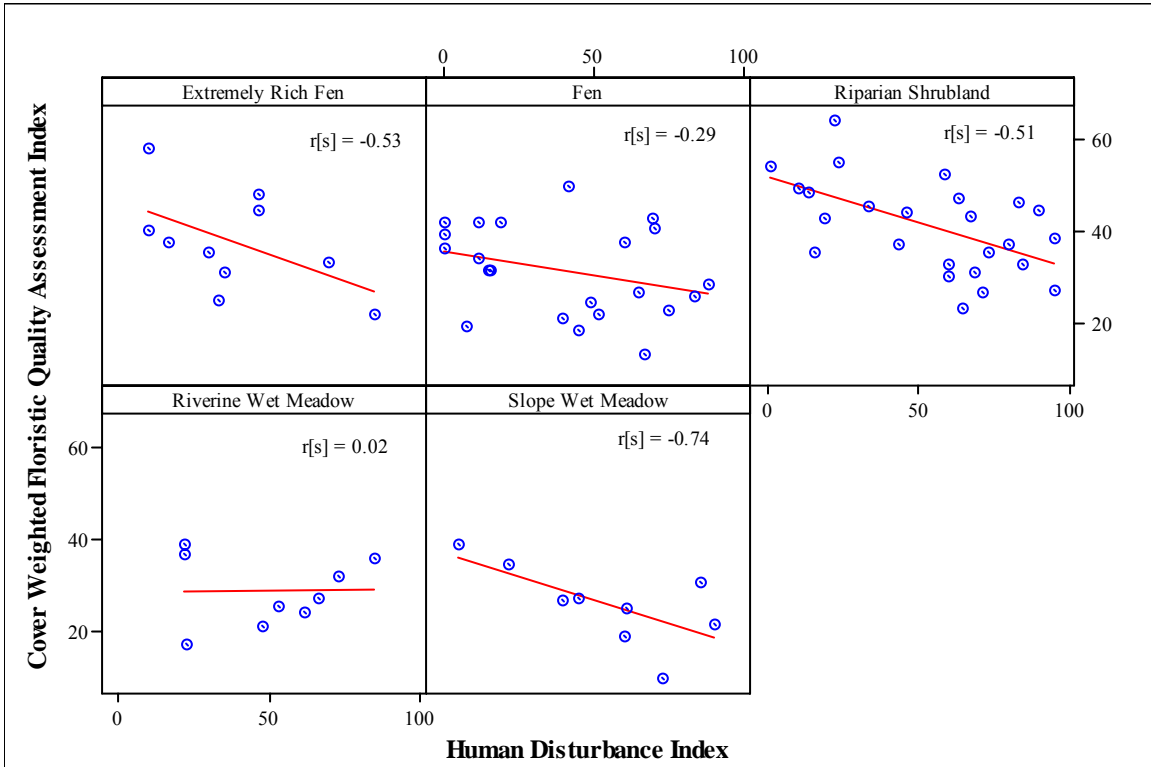 0 50 100
Extremely Rich Fen Fen Riparian Shrubland
r[s] = -0.53 r[s] = -0.29 r[s] = -0.51
60
40
20
0 50 100
Riverine Wet Meadow Slope Wet Meadow
r[s] = 0.02 r[s] = -0.74
60
40
20
0 50 100
Human Disturbance Index
Cover Weighted Floristic Quality Assessment Index